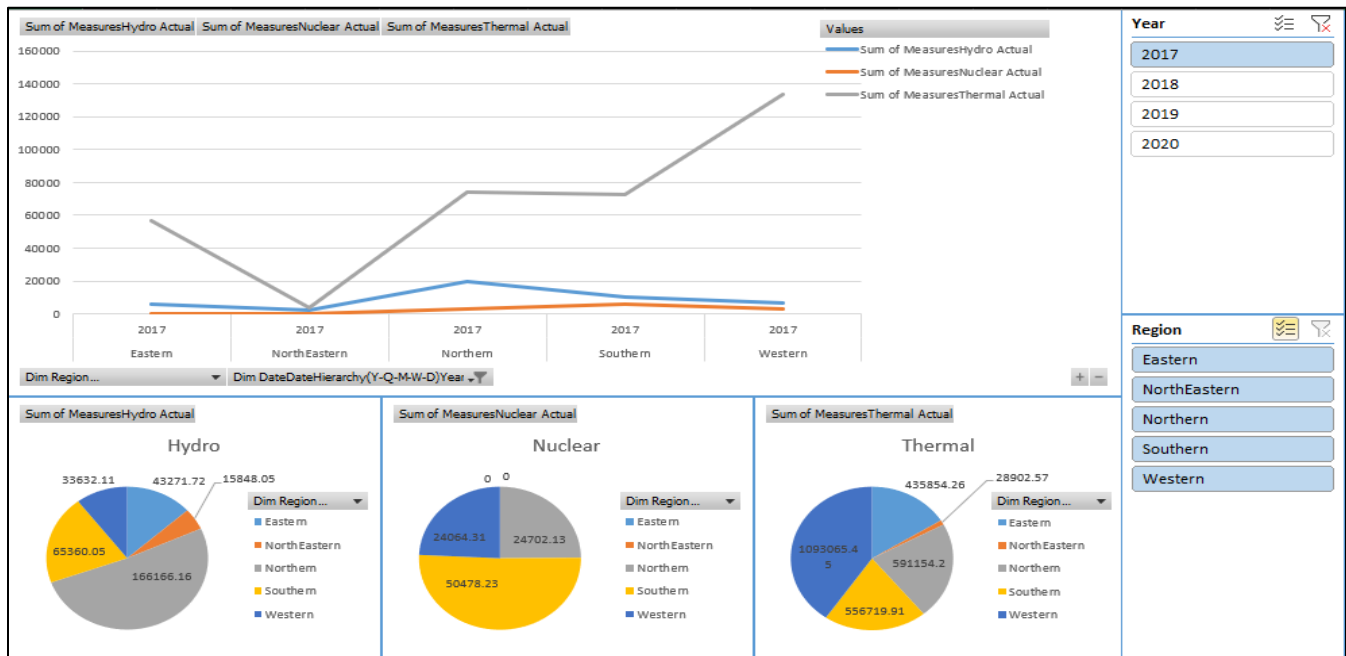 Sum of MeasuresHydro Actual Sum of MeasuresNuclear Actual Sum of MeasuresThermal Actual
Values
Sum of MeasuresHydro Actual
Sum of MeasuresNuclear Actual
Sum of MeasuresThermal Actual
160000
140000
120000
100000
80000
60000
40000
20000
0
2017 2017 2017 2017 2017
Eastern NorthEastern Northern Southern Western
Dim Region... Dim DateDateHierarchy(Y-Q-M-W-D)Year
+ −
Year
2017
2018
2019
2020
Region
Eastern
NorthEastern
Northern
Southern
Western
Sum of MeasuresHydro Actual
Hydro
33632.11 43271.72 15848.05
65360.05
166166.16
Dim Region...
Eastern
NorthEastern
Northern
Southern
Western
Sum of MeasuresNuclear Actual
Nuclear
0 0
24064.31 24702.13
50478.23
Dim Region...
Eastern
NorthEastern
Northern
Southern
Western
Sum of MeasuresThermal Actual
Thermal
435854.26 28902.57
1093065.4
5
591154.2
556719.91
Dim Region...
Eastern
NorthEastern
Northern
Southern
Western